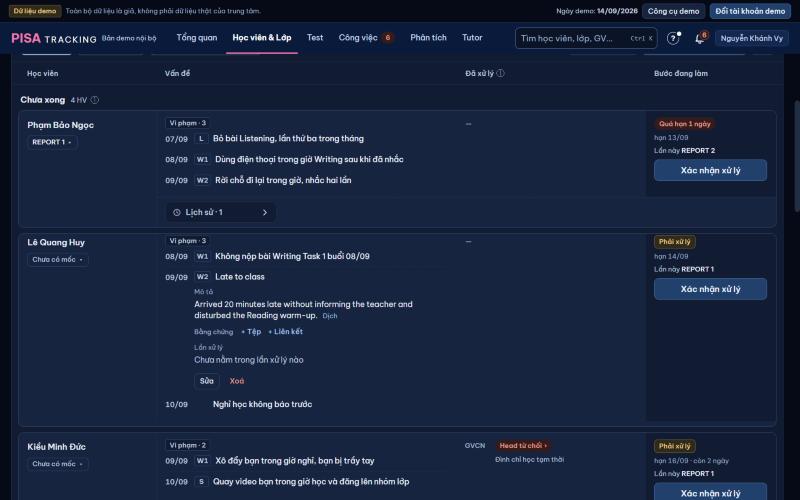 Dữ liệu demo Toàn bộ dữ liệu là giả, không phải dữ liệu thật của trung tâm. Ngày demo: 14/09/2026 Công cụ demo Đổi tài khoản demo
PISA TRACKING Bản demo nội bộ Tổng quan Học viên & Lớp Test Công việc 6 Phân tích Tutor Tìm học viên, lớp, GV... Ctrl K ? 6 Nguyễn Khánh Vy
Học viên Vấn đề Đã xử lý Bước đang làm
Chưa xong 4 HV
Phạm Bảo Ngọc
REPORT 1
Vi phạm · 3
07/09 L Bỏ bài Listening, lần thứ ba trong tháng
08/09 W1 Dùng điện thoại trong giờ Writing sau khi đã nhắc
09/09 W2 Rời chỗ đi lại trong giờ, nhắc hai lần
Lịch sử · 1
—
Quá hạn 1 ngày
hạn 13/09
Lần này REPORT 2
Xác nhận xử lý
Lê Quang Huy
Chưa có mốc
Vi phạm · 3
08/09 W1 Không nộp bài Writing Task 1 buổi 08/09
09/09 W2 Late to class
Mô tả
Arrived 20 minutes late without informing the teacher and
disturbed the Reading warm-up. Dịch
Bằng chứng + Tệp + Liên kết
Lần xử lý
Chưa nằm trong lần xử lý nào
Sửa Xoá
10/09 Nghỉ học không báo trước
—
Phải xử lý
hạn 14/09
Lần này REPORT 1
Xác nhận xử lý
Kiều Minh Đức
Chưa có mốc
Vi phạm · 2
09/09 W1 Xô đẩy bạn trong giờ nghỉ, bạn bị trầy tay
10/09 S Quay video bạn trong giờ học và đăng lên nhóm lớp
GVCN Head từ chối
Đình chỉ học tạm thời
Phải xử lý
hạn 16/09 · còn 2 ngày
Lần này REPORT 1
Xác nhận xử lý